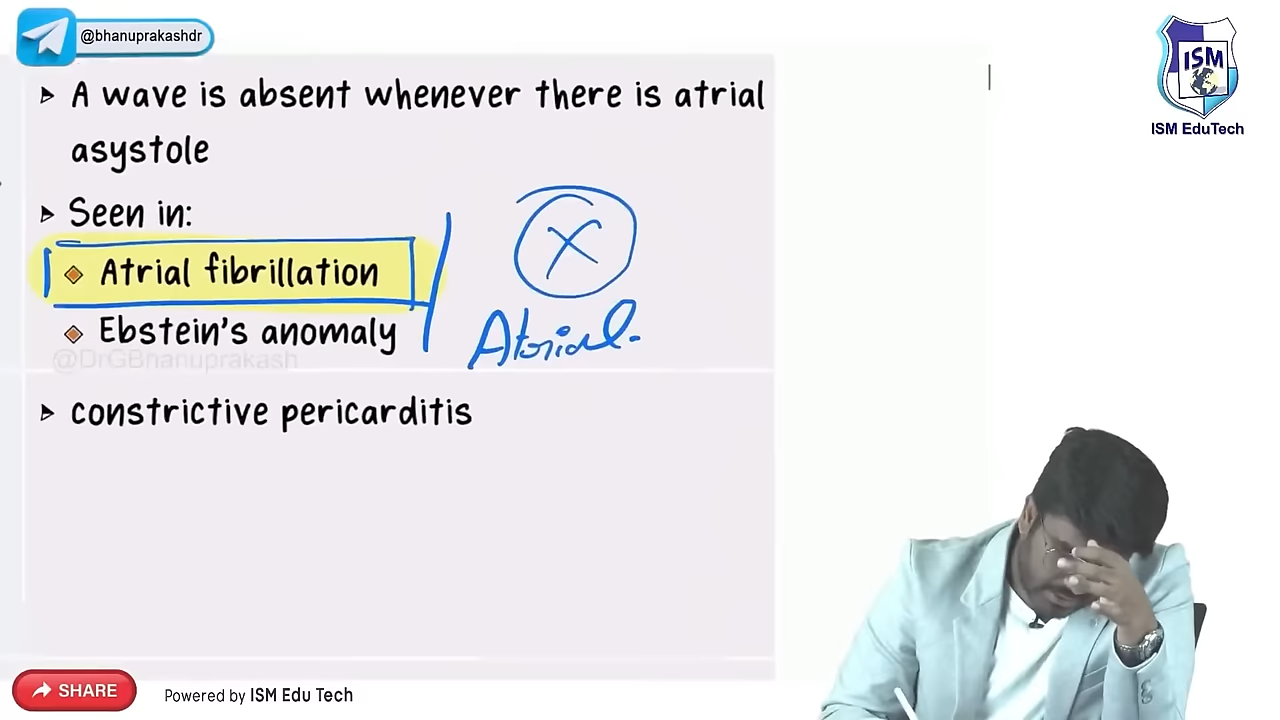 @bhanuprakashdr
ISM
ISM EduTech
A wave is absent whenever there is atrial
asystole
Seen in:
Atrial fibrillation
Ebstein's anomaly
@DrGBhanuprakash
Atorial.
constrictive pericarditis
SHARE
Powered by ISM Edu Tech